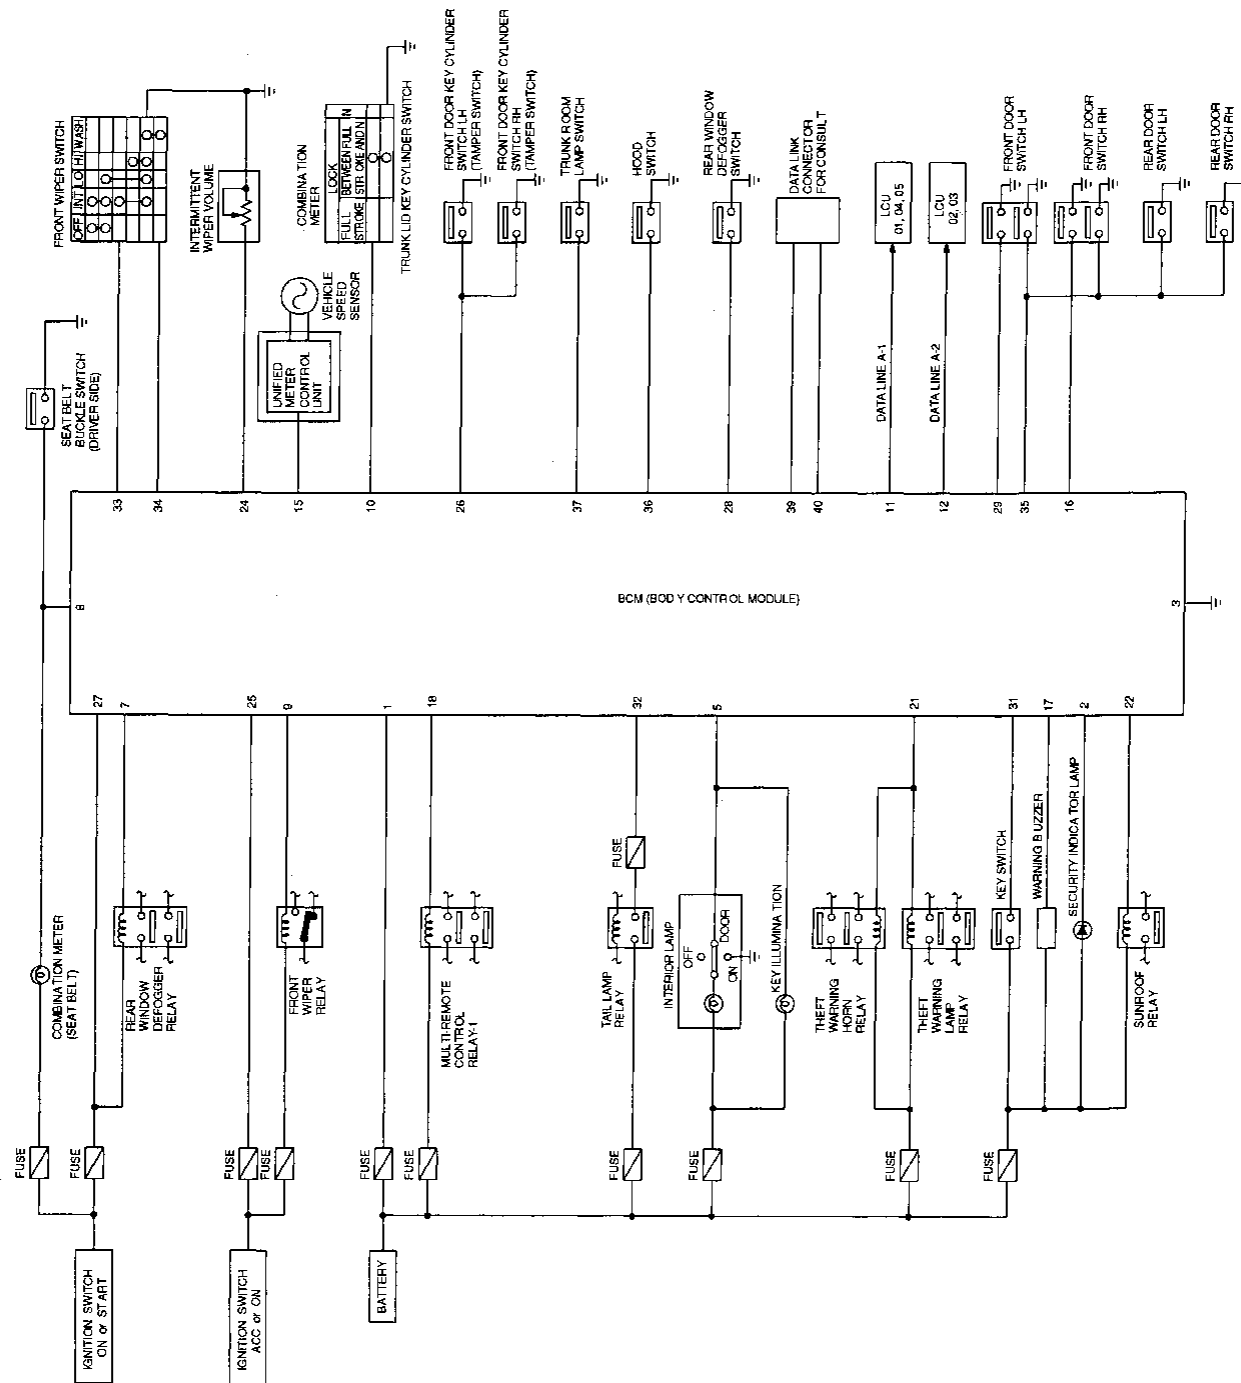 FRONT WIPER SWITCH
OFF
INT
LO
HI
WASH
INTERMITTENT
WIPER VOLUME
COMBINATION
METER
UNIFIED
METER
CONTROL
UNIT
VEHICLE
SPEED
SENSOR
LOCK
FULL
STROKE
BETWEEN FULL
STROKE AND N
N
TRUNK LID KEY CYLINDER SWITCH
FRONT DOOR KEY CYLINDER
SWITCH LH
(TAMPER SWITCH)
FRONT DOOR KEY CYLINDER
SWITCH RH
(TAMPER SWITCH)
TRUNK ROOM
LAMP SWITCH
HOOD
SWITCH
REAR WINDOW
DEFOGGER
SWITCH
DATA LINK
CONNECTOR
FOR CONSULT
LCU
01, 04, 05
LCU
02, 03
DATA LINE A-1
DATA LINE A-2
FRONT DOOR
SWITCH LH
FRONT DOOR
SWITCH RH
REAR DOOR
SWITCH LH
REAR DOOR
SWITCH RH
SEAT BELT
BUCKLE SWITCH
(DRIVER SIDE)
33
34
24
15
10
26
37
36
28
39
40
11
12
29
35
16
8
BCM (BODY CONTROL MODULE)
3
27
7
25
9
1
18
32
5
21
31
17
2
22
COMBINATION METER
(SEAT BELT)
REAR
WINDOW
DEFOGGER
RELAY
FRONT
WIPER
RELAY
MULTI-REMOTE
CONTROL
RELAY-1
TAIL LAMP
RELAY
FUSE
INTERIOR LAMP
OFF
DOOR
ON
KEY ILLUMINATION
THEFT
WARNING
HORN
RELAY
THEFT
WARNING
LAMP
RELAY
KEY SWITCH
WARNING BUZZER
SECURITY INDICATOR LAMP
SUNROOF
RELAY
FUSE
FUSE
FUSE
FUSE
FUSE
FUSE
FUSE
FUSE
FUSE
FUSE
IGNITION SWITCH
ON or START
IGNITION SWITCH
ACC or ON
BATTERY